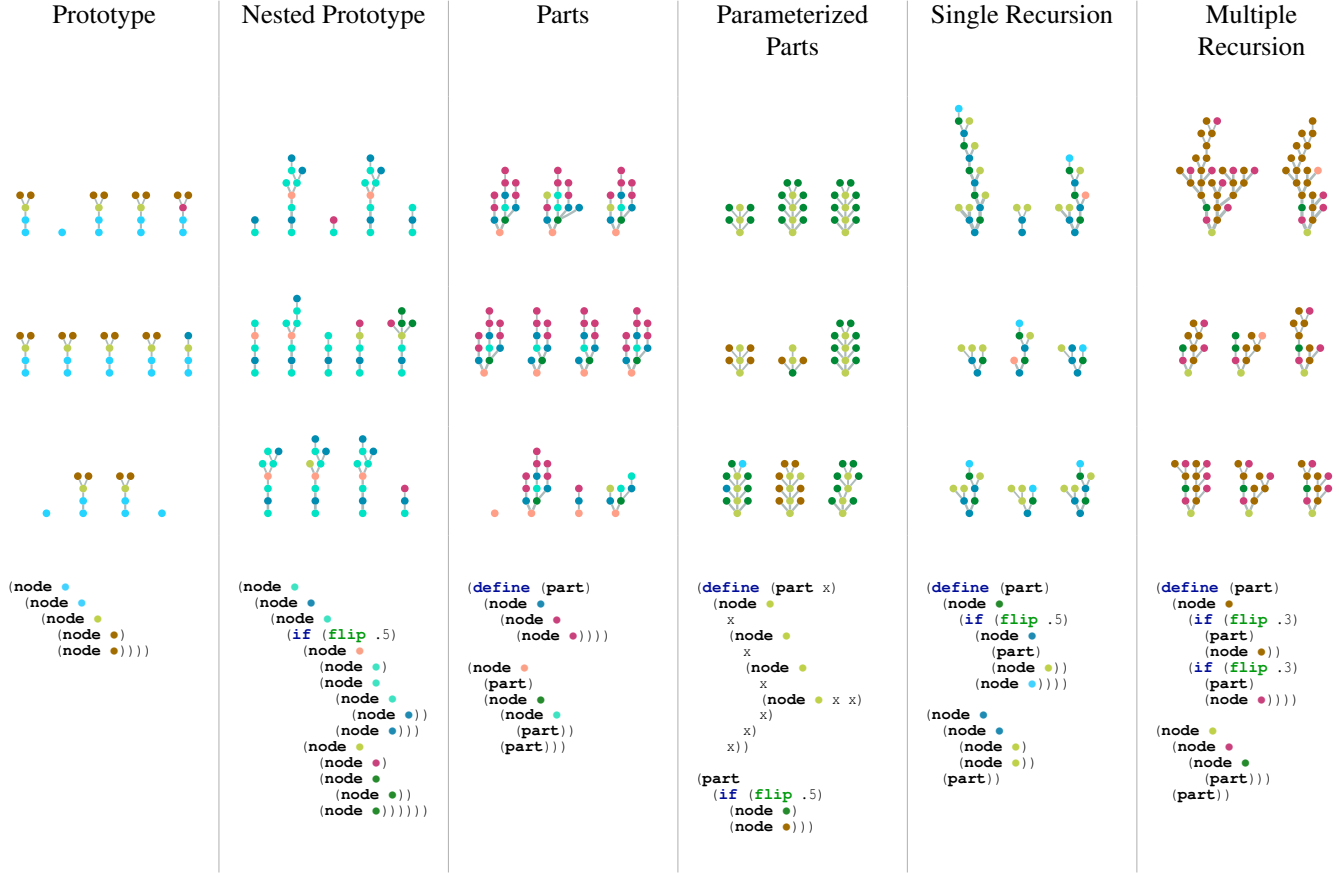 Prototype
Nested Prototype
Parts
Parameterized
Parts
Single Recursion
Multiple
Recursion
(node
(node
(node
(node )
(node ))))
(node
(node
(node
(if (flip .5)
(node
(node )
(node
(node
(node ))
(node )))
(node
(node )
(node
(node ))
(node ))))))
(define (part)
(node
(node
(node ))))
(node
(part)
(node
(node
(part))
(part)))
(define (part x)
(node
x
(node
x
(node
x
(node x x)
x)
x)
x))
(part
(if (flip .5)
(node )
(node )))
(define (part)
(node
(if (flip .5)
(node
(part)
(node ))
(node ))))
(node
(node
(node )
(node ))
(part))
(define (part)
(node
(if (flip .3)
(part)
(node ))
(if (flip .3)
(part)
(node ))))
(node
(node
(node
(part)))
(part))